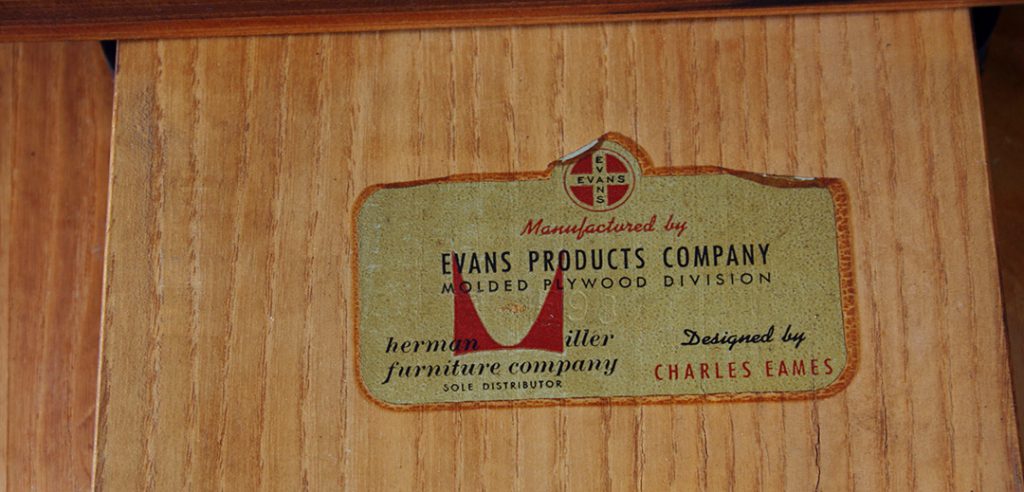 EVANS
EVANS
Manufactured by
EVANS PRODUCTS COMPANY
MOLDED PLYWOOD DIVISION
herman miller
furniture company
SOLE DISTRIBUTOR
Designed by
CHARLES EAMES